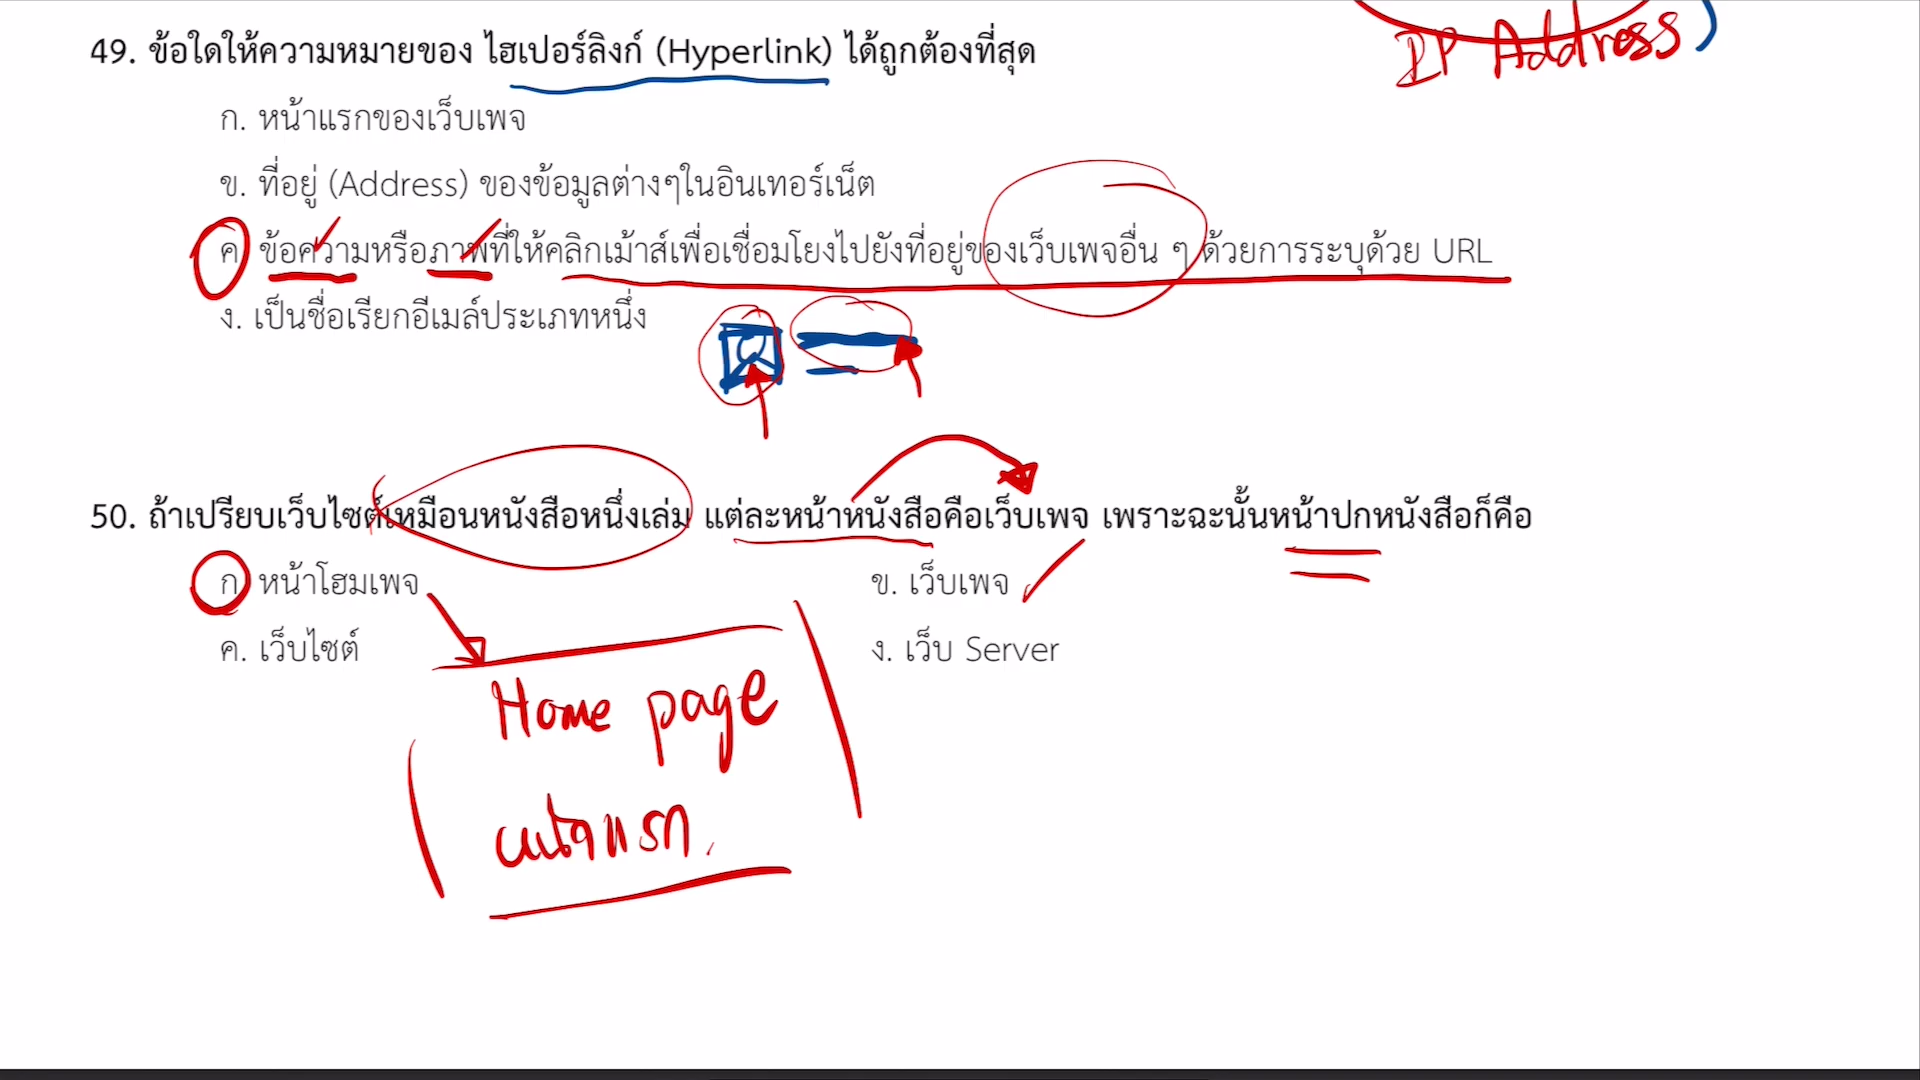 IP Address
49. ข้อใดให้ความหมายของ ไฮเปอร์ลิงก์ (Hyperlink) ได้ถูกต้องที่สุด
ก. หน้าแรกของเว็บเพจ
ข. ที่อยู่ (Address) ของข้อมูลต่างๆในอินเทอร์เน็ต
ค. ข้อความหรือภาพที่ให้คลิกเม้าส์เพื่อเชื่อมโยงไปยังที่อยู่ของเว็บเพจอื่น ๆ ด้วยการระบุด้วย URL
ง. เป็นชื่อเรียกอีเมล์ประเภทหนึ่ง
50. ถ้าเปรียบเว็บไซต์เหมือนหนังสือหนึ่งเล่ม แต่ละหน้าหนังสือคือเว็บเพจ เพราะฉะนั้นหน้าปกหนังสือก็คือ
ก. หน้าโฮมเพจ ข. เว็บเพจ
ค. เว็บไซต์ ง. เว็บ Server
Home page
หน้าแรก